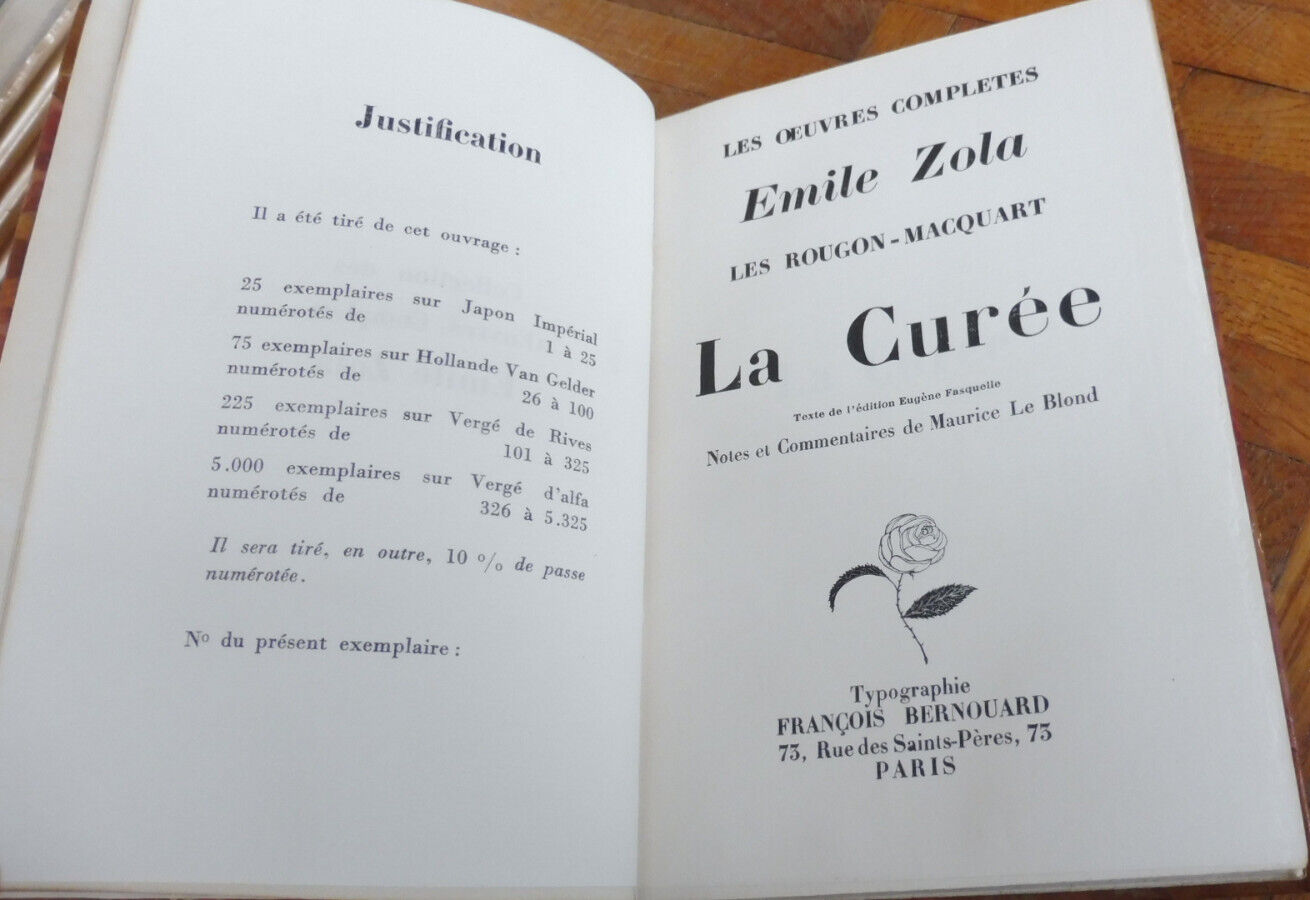 Justification
Il a été tiré de cet ouvrage :
25 exemplaires sur Japon Impérial
numérotés de 1 à 25
75 exemplaires sur Hollande Van Gelder
numérotés de 26 à 100
225 exemplaires sur Vergé de Rives
numérotés de 101 à 325
5.000 exemplaires sur Vergé d'alfa
numérotés de 326 à 5.325
Il sera tiré, en outre, 10 % de passe
numérotée.
Nº du présent exemplaire :
LES ŒUVRES COMPLETES
Emile Zola
LES ROUGON-MACQUART
La Curée
Texte de l'édition Eugène Fasquelle
Notes et Commentaires de Maurice Le Blond
Typographie
FRANÇOIS BERNOUARD
73, Rue des Saints-Pères, 73
PARIS